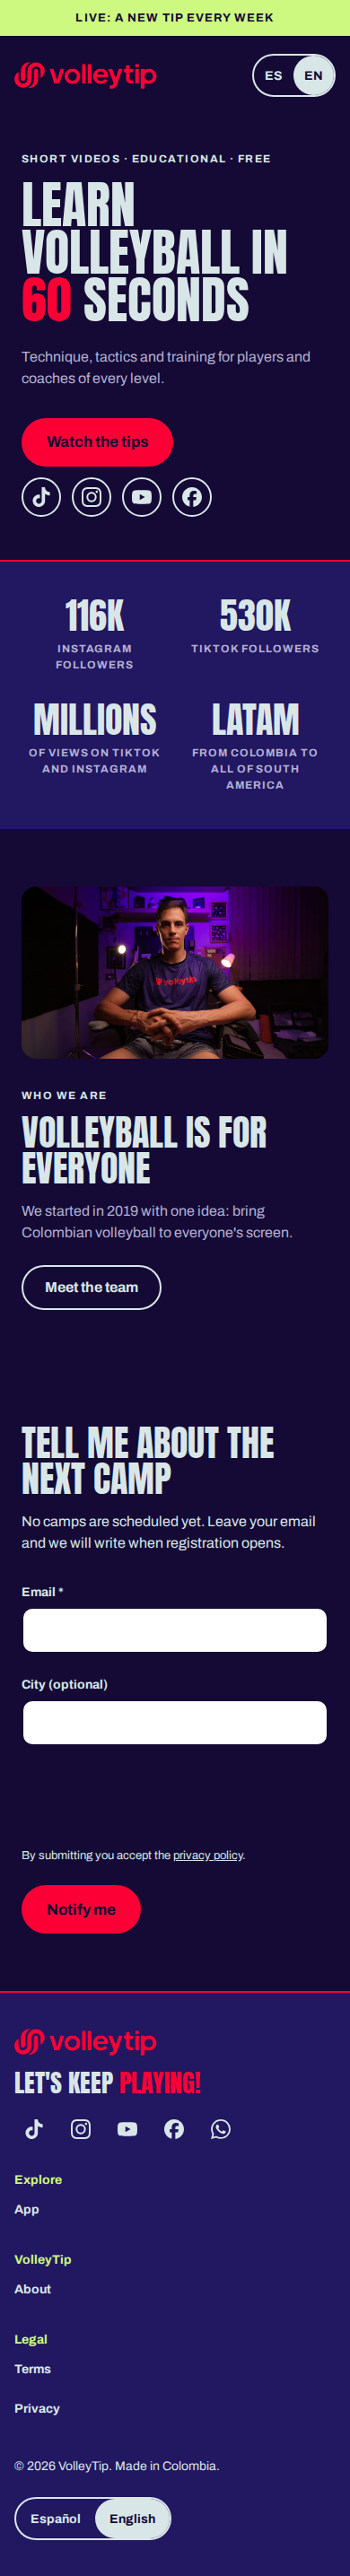 LIVE: A NEW TIP EVERY WEEK
volleytip
ES EN
SHORT VIDEOS · EDUCATIONAL · FREE
LEARN
VOLLEYBALL IN
60 SECONDS
Technique, tactics and training for players and
coaches of every level.
Watch the tips
116K
INSTAGRAM
FOLLOWERS
530K
TIKTOK FOLLOWERS
MILLIONS
OF VIEWS ON TIKTOK
AND INSTAGRAM
LATAM
FROM COLOMBIA TO
ALL OF SOUTH
AMERICA
volleytip
WHO WE ARE
VOLLEYBALL IS FOR
EVERYONE
We started in 2019 with one idea: bring
Colombian volleyball to everyone's screen.
Meet the team
TELL ME ABOUT THE
NEXT CAMP
No camps are scheduled yet. Leave your email
and we will write when registration opens.
Email *
City (optional)
By submitting you accept the privacy policy.
Notify me
volleytip
LET'S KEEP PLAYING!
Explore
App
VolleyTip
About
Legal
Terms
Privacy
© 2026 VolleyTip. Made in Colombia.
Español English